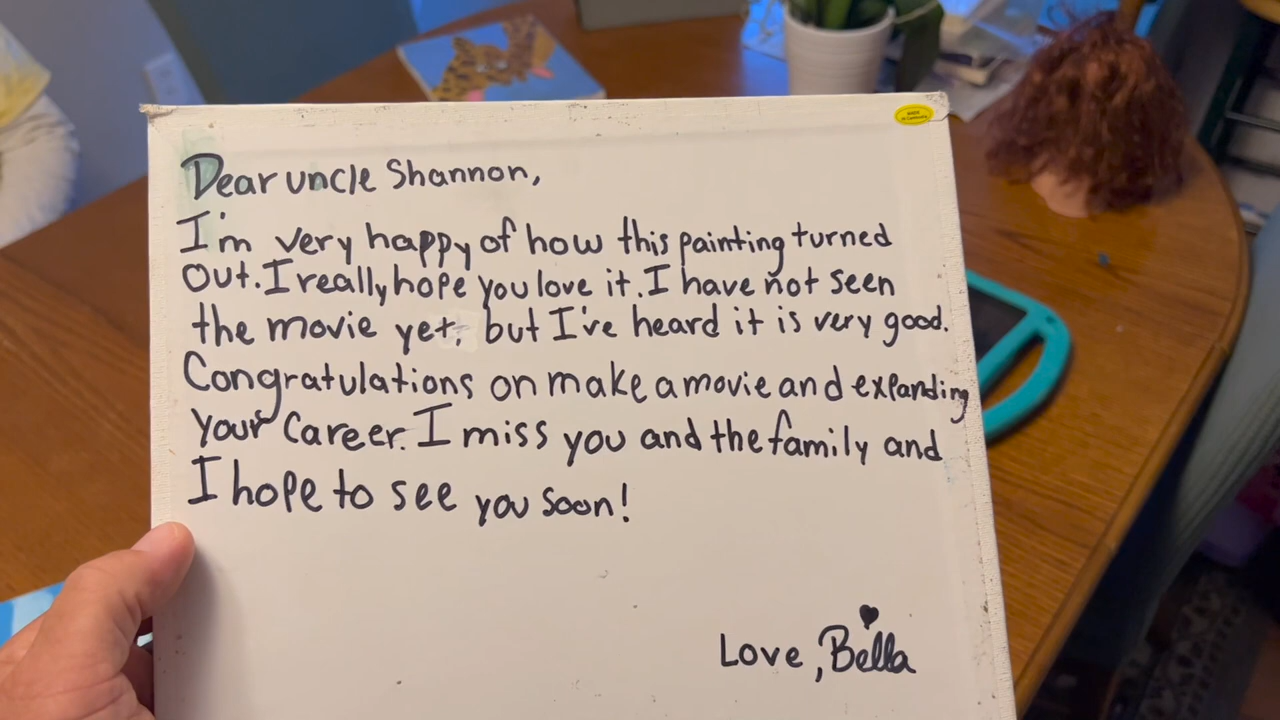 Dear uncle Shannon,
I'm very happy of how this painting turned
out. I really hope you love it. I have not seen
the movie yet, but I've heard it is very good.
Congratulations on make a movie and expanding
your career. I miss you and the family and
I hope to see you soon!
Love, Bella